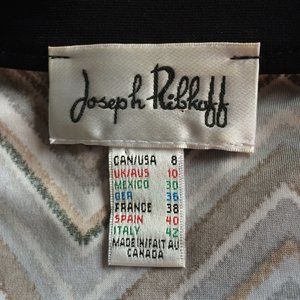 Joseph Ribkoff
CAN/USA 8
UK/AUS 10
MEXICO 30
GER 36
FRANCE 38
SPAIN 40
ITALY 42
MADE IN/FAIT AU
CANADA